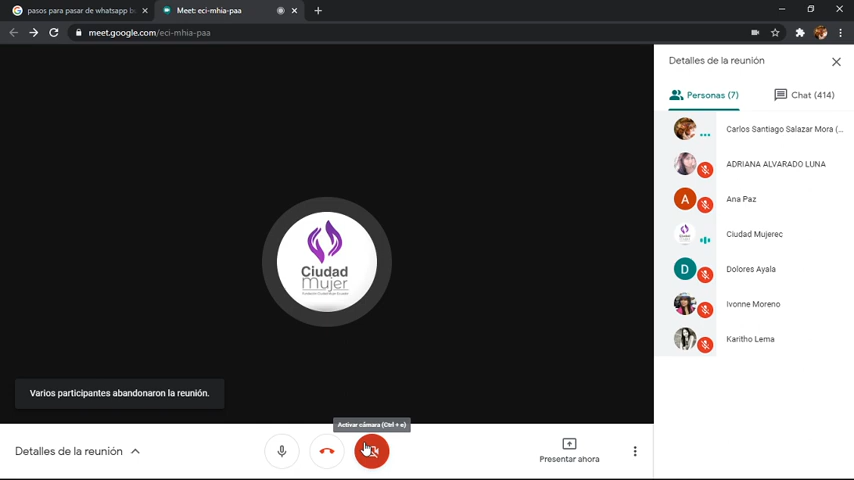 pasos para pasar de whatsapp bu
Meet: eci-mhia-paa
meet.google.com/eci-mhia-paa
Detalles de la reunión
Personas (7)
Chat (414)
Carlos Santiago Salazar Mora (...
ADRIANA ALVARADO LUNA
A
Ana Paz
Ciudad Mujerec
D
Dolores Ayala
Ivonne Moreno
Karitho Lema
Ciudad
mujer
Varios participantes abandonaron la reunión.
Activar cámara (Ctrl + e)
Detalles de la reunión
Presentar ahora